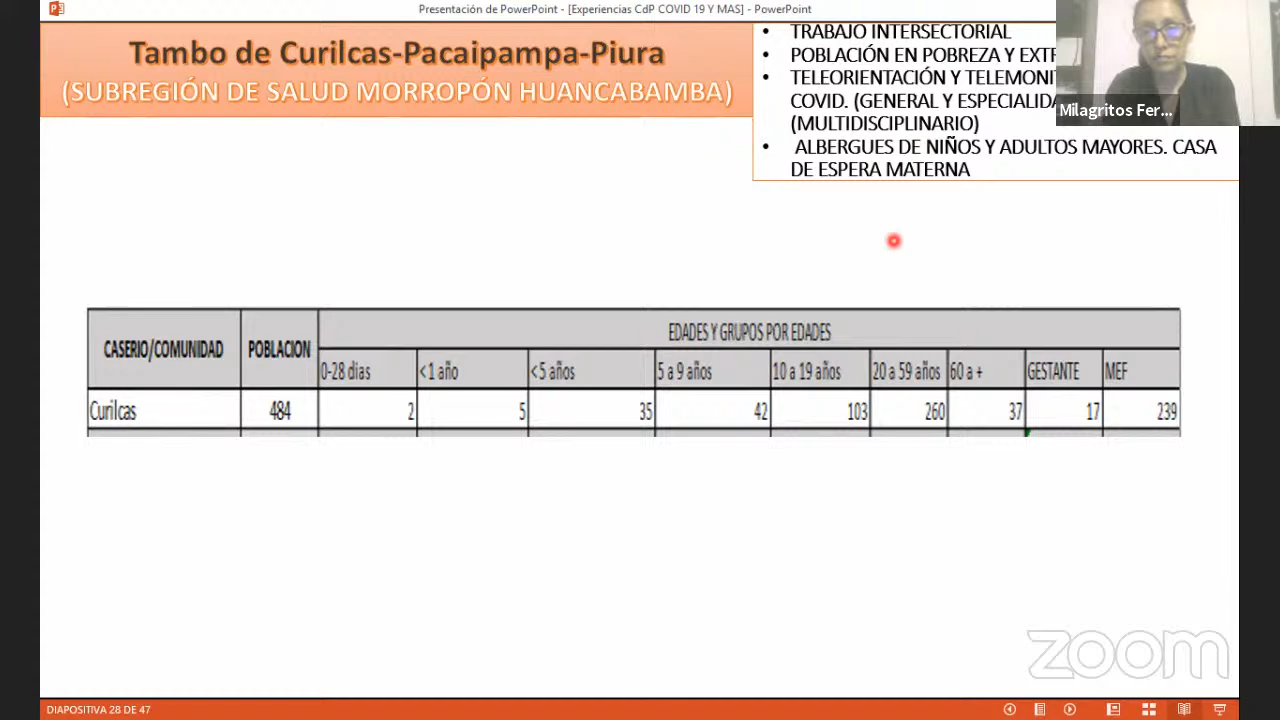 Presentación de PowerPoint - [Experiencias CdP COVID 19 Y MAS] - PowerPoint
Tambo de Curilcas-Pacaipampa-Piura
(SUBREGIÓN DE SALUD MORROPÓN HUANCABAMBA)
• TRABAJO INTERSECTORIAL
• POBLACIÓN EN POBREZA Y EXTR
• TELEORIENTACIÓN Y TELEMONIT
COVID. (GENERAL Y ESPECIALIDA
(MULTIDISCIPLINARIO)
• ALBERGUES DE NIÑOS Y ADULTOS MAYORES. CASA
DE ESPERA MATERNA
Milagritos Fer...
CASERIO/COMUNIDAD POBLACION EDADES Y GRUPOS POR EDADES
0-28 dias <1 año <5 años 5 a 9 años 10 a 19 años 20 a 59 años 60 a + GESTANTE MEF
Curilcas 484 2 5 35 42 103 260 37 17 239
zoom
DIAPOSITIVA 28 DE 47